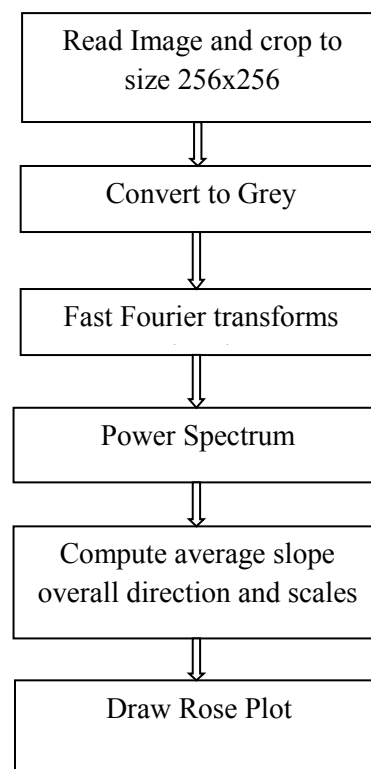 Read Image and crop to
size 256x256
Convert to Grey
Fast Fourier transforms
Power Spectrum
Compute average slope
overall direction and scales
Draw Rose Plot